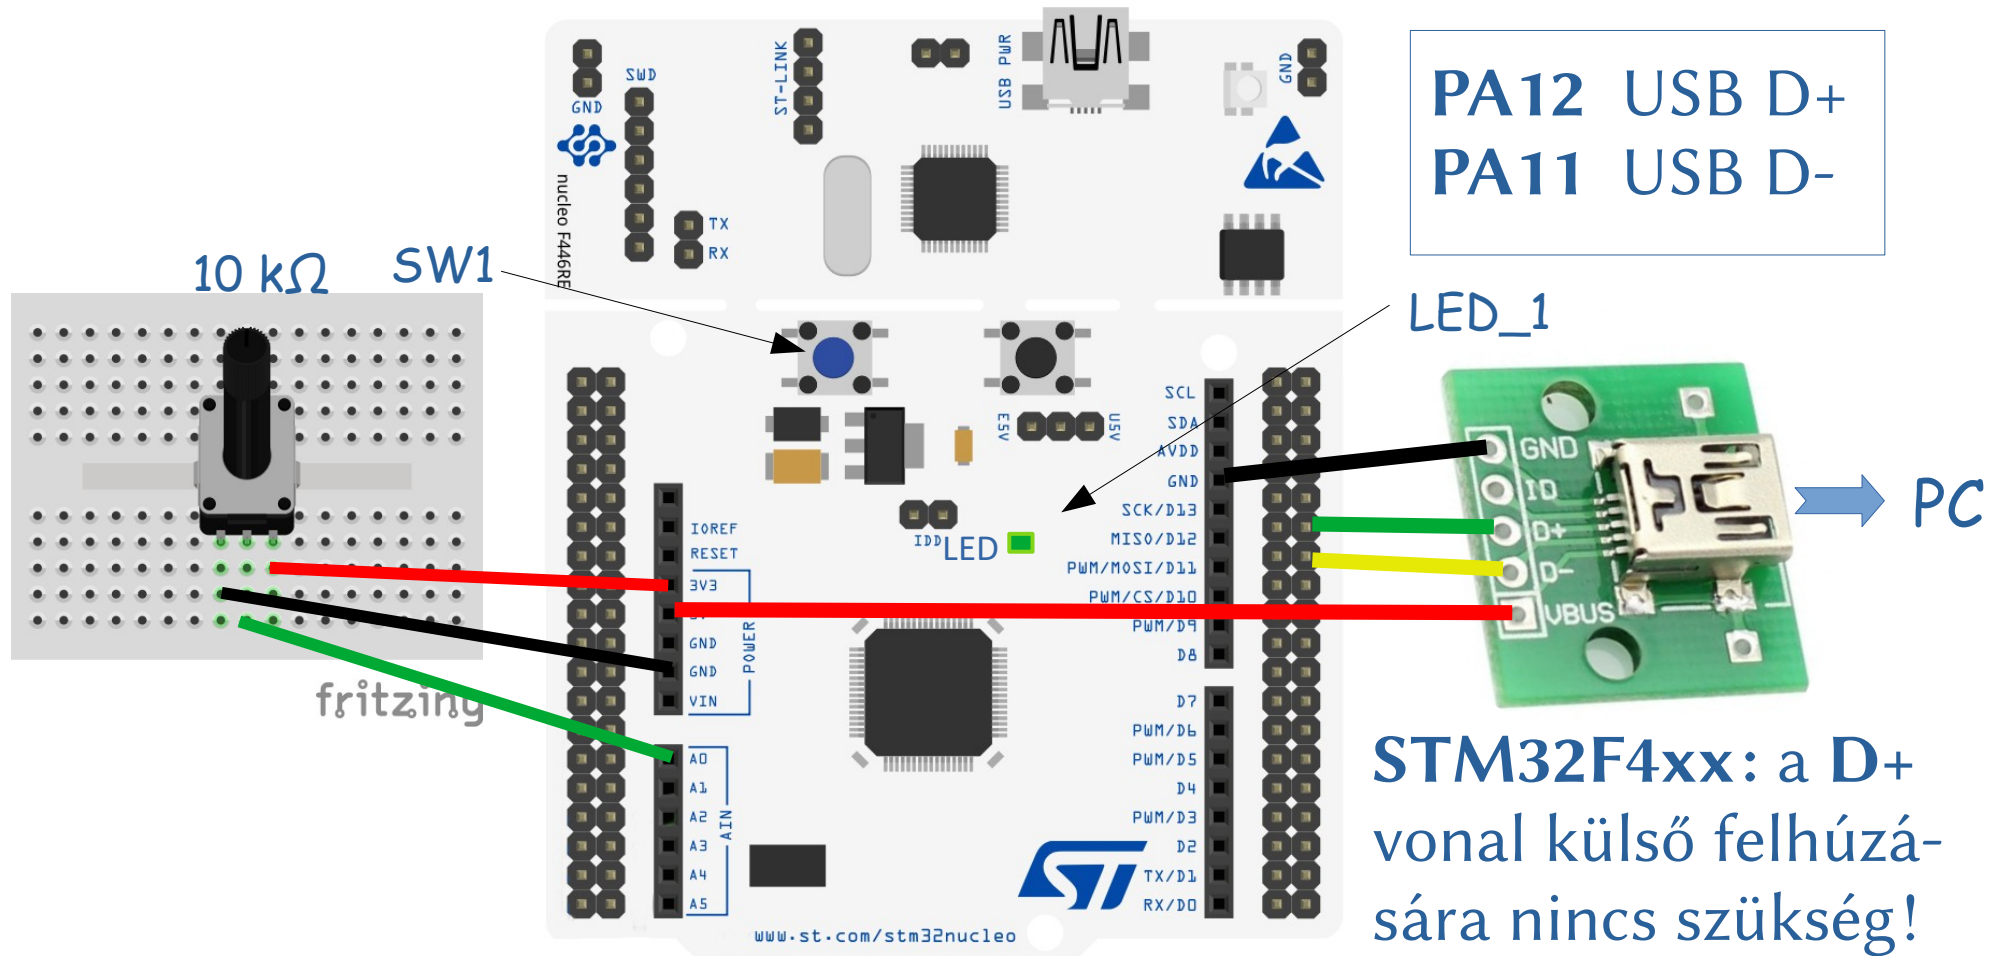 PA12 USB D+
PA11 USB D-
SWD
GND
ST-LINK
USB PWR
GND
nucleo F446RE
TX
RX
10 kΩ
SW1
LED_1
E5V
U5V
SCL
SDA
AVDD
GND
SCK/D13
MISO/D12
PWM/MOSI/D11
PWM/CS/D10
PWM/D9
D8
IDD
LED
IOREF
RESET
3V3
GND
GND
VIN
POWER
GND
ID
D+
D-
VBUS
PC
fritzing
A0
A1
A2
A3
A4
A5
AIN
D7
PWM/D6
PWM/D5
D4
PWM/D3
D2
TX/D1
RX/D0
ST
www.st.com/stm32nucleo
STM32F4xx: a D+
vonal külső felhúzá-
sára nincs szükség!